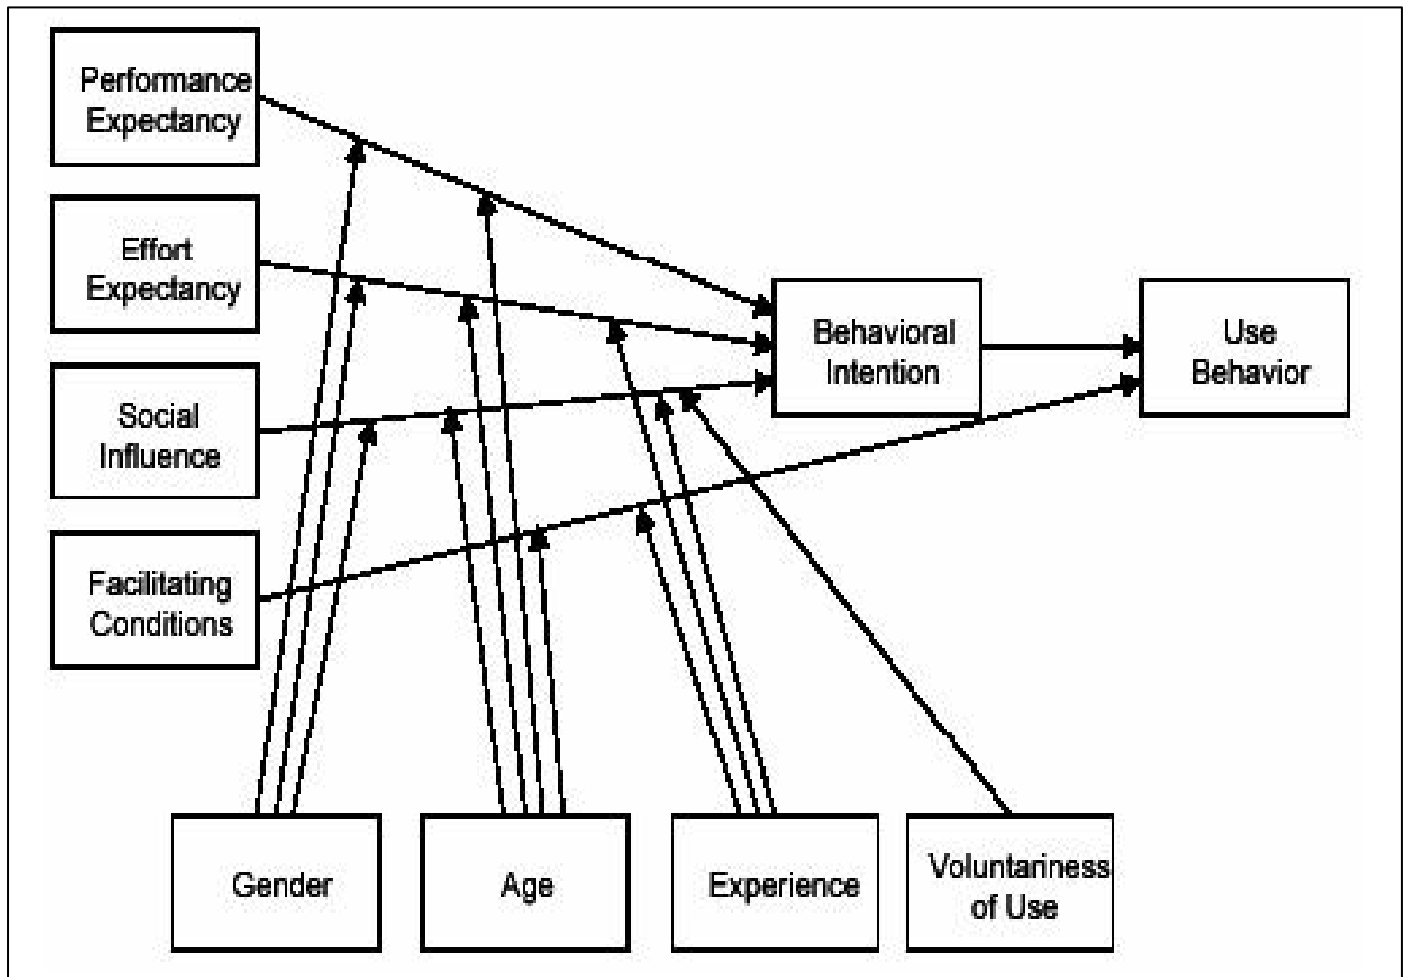 Performance
Expectancy
Effort
Expectancy
Social
Influence
Facilitating
Conditions
Behavioral
Intention
Use
Behavior
Gender
Age
Experience
Voluntariness
of Use